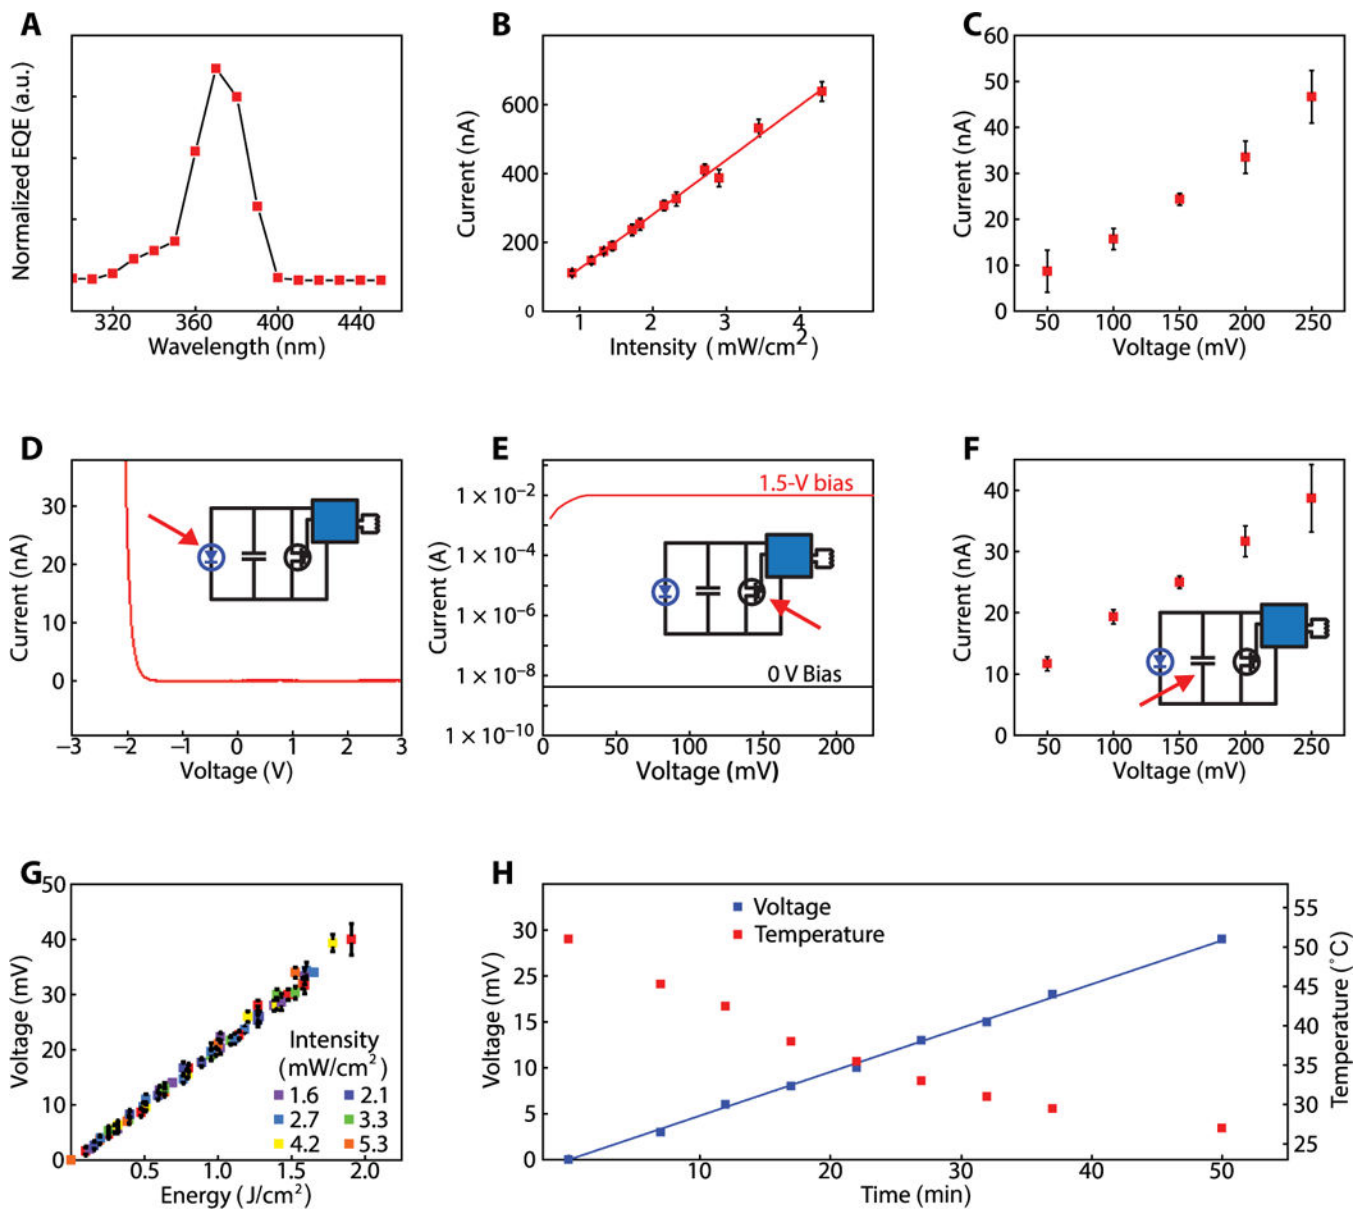 A
Normalized EQE (a.u.)
320 360 400 440
Wavelength (nm)
B
Current (nA)
600
400
200
0
1 2 3 4
Intensity (mW/cm²)
C
Current (nA)
60
50
40
30
20
10
0
50 100 150 200 250
Voltage (mV)
D
Current (nA)
30
20
10
0
−3 −2 −1 0 1 2 3
Voltage (V)
E
Current (A)
1 × 10⁻²
1 × 10⁻⁴
1 × 10⁻⁶
1 × 10⁻⁸
1 × 10⁻¹⁰
1.5-V bias
0 V Bias
0 50 100 150 200
Voltage (mV)
F
Current (nA)
40
30
20
10
0
50 100 150 200 250
Voltage (mV)
G
Voltage (mV)
50
40
30
20
10
0
Intensity
(mW/cm²)
1.6 2.1
2.7 3.3
4.2 5.3
0.5 1.0 1.5 2.0
Energy (J/cm²)
H
Voltage (mV)
30
25
20
15
10
5
0
Voltage
Temperature
55
50
45
40
35
30
25
Temperature (°C)
10 20 30 40 50
Time (min)